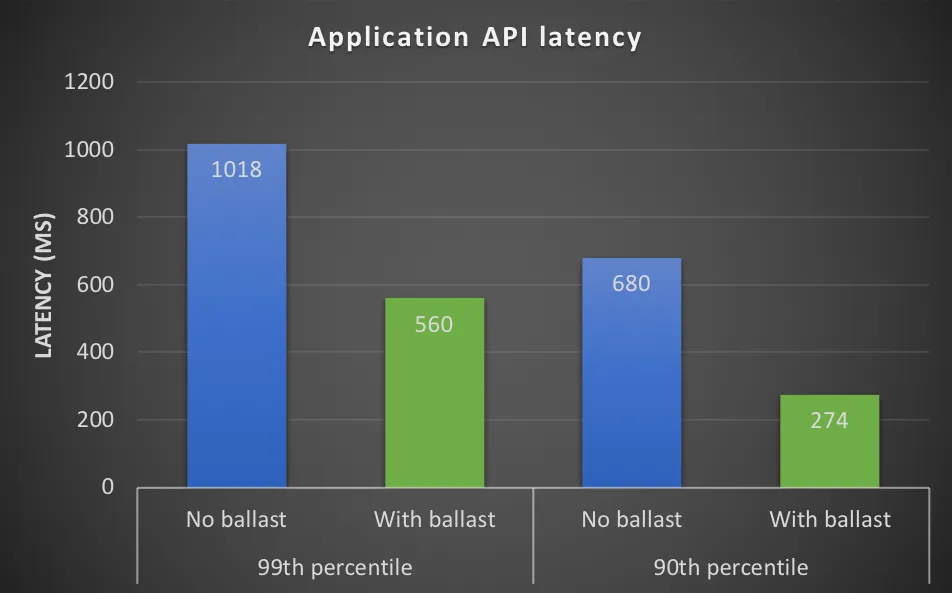 Application API latency
LATENCY (MS)
1200
1000
800
600
400
200
0
1018
560
680
274
No ballast
With ballast
No ballast
With ballast
99th percentile
90th percentile